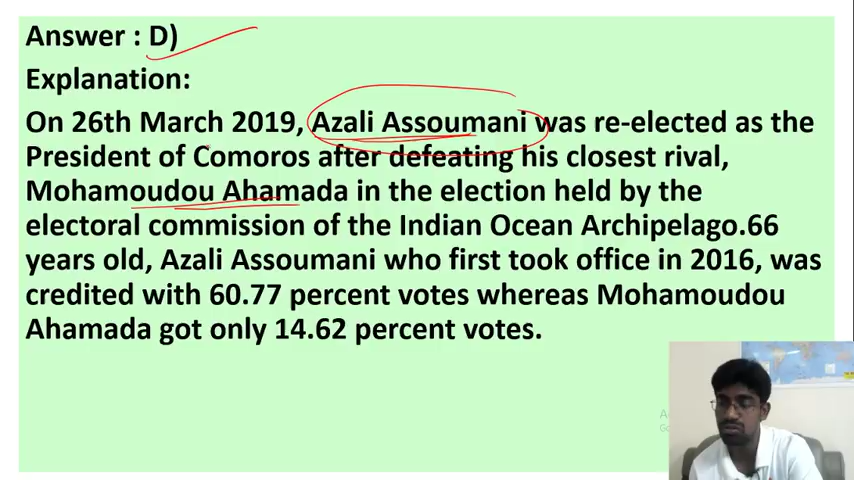 Answer : D)
Explanation:
On 26th March 2019, Azali Assoumani was re-elected as the
President of Comoros after defeating his closest rival,
Mohamoudou Ahamada in the election held by the
electoral commission of the Indian Ocean Archipelago.66
years old, Azali Assoumani who first took office in 2016, was
credited with 60.77 percent votes whereas Mohamoudou
Ahamada got only 14.62 percent votes.